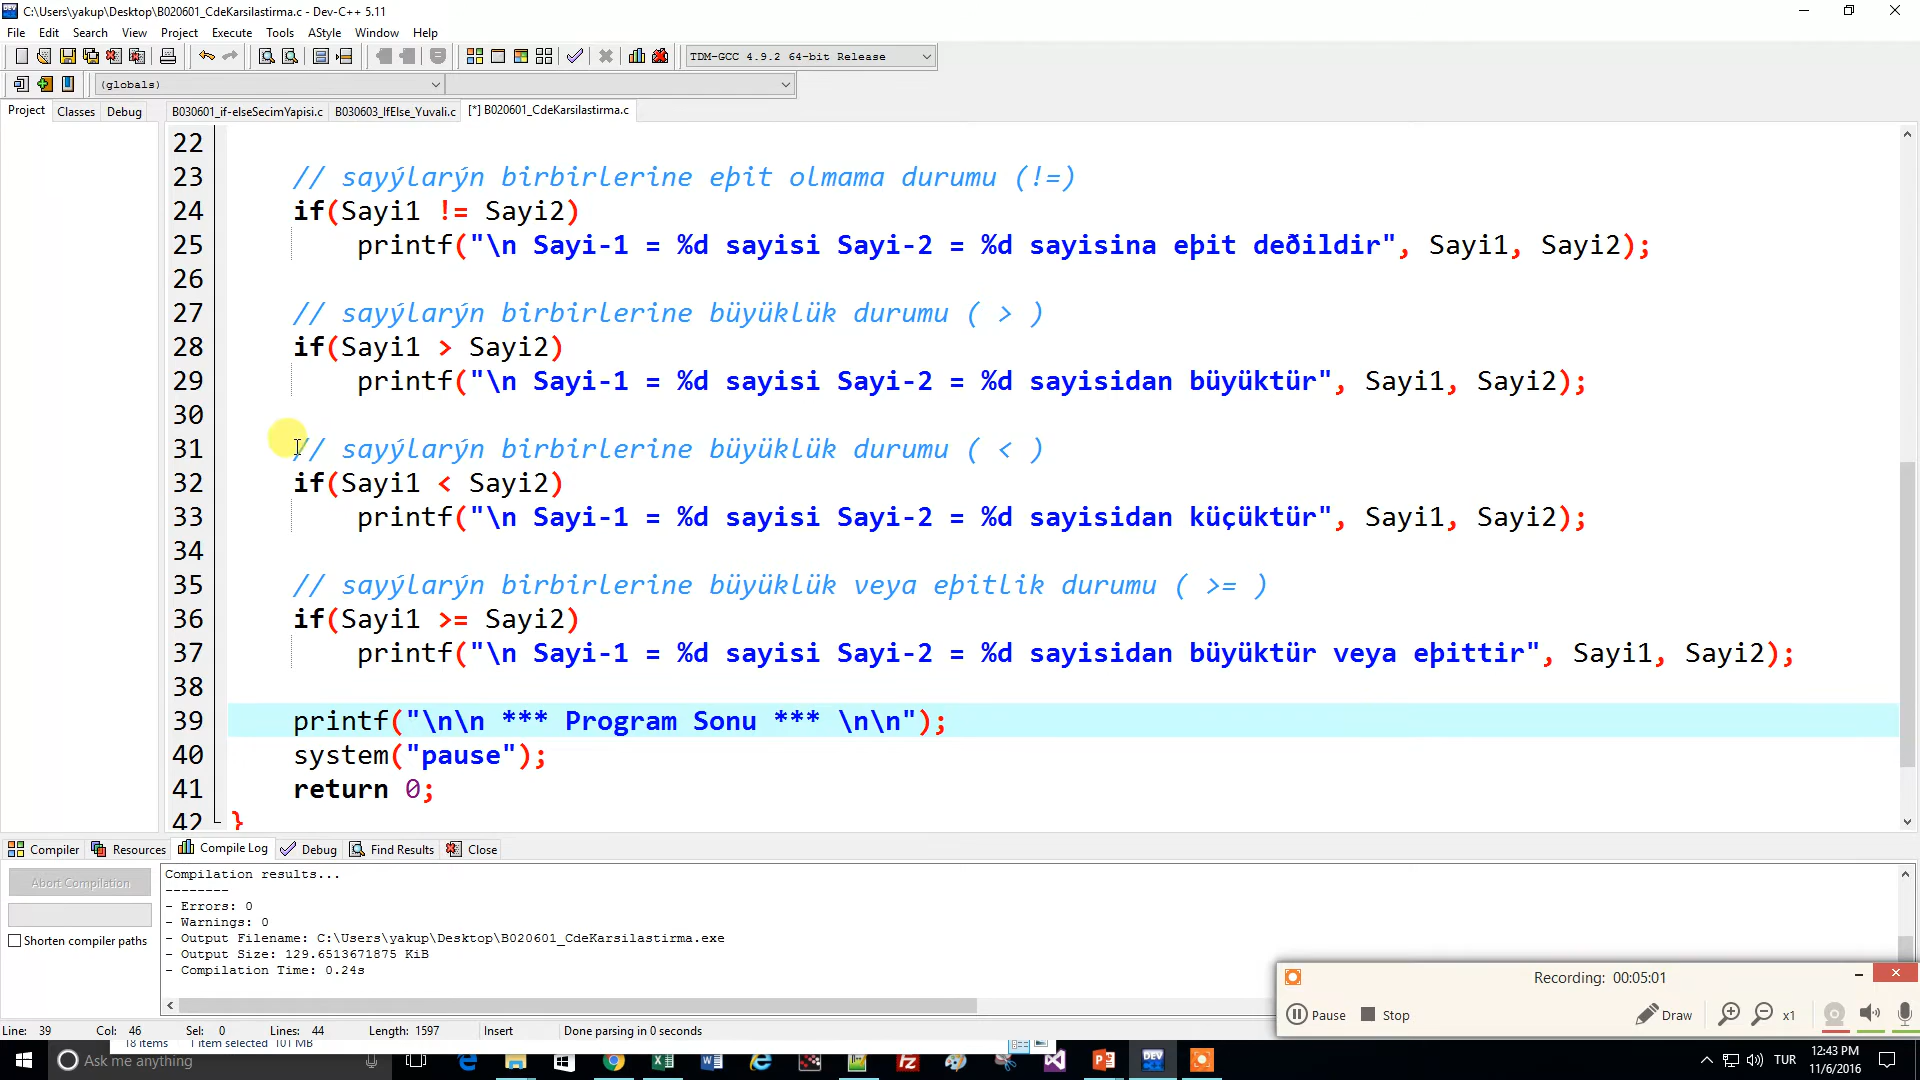 C:\Users\yakup\Desktop\B020601_CdeKarsilastirma.c - Dev-C++ 5.11
File Edit Search View Project Execute Tools AStyle Window Help
TDM-GCC 4.9.2 64-bit Release
(globals)
Project Classes Debug B030601_if-elseSecimYapisi.c B030603_IfElse_Yuvali.c [*] B020601_CdeKarsilastirma.c
22
23 // sayýlarýn birbirlerine eþit olmama durumu (!=)
24 if(Sayi1 != Sayi2)
25 printf("\n Sayi-1 = %d sayisi Sayi-2 = %d sayisina eþit deðildir", Sayi1, Sayi2);
26
27 // sayýlarýn birbirlerine büyüklük durumu ( > )
28 if(Sayi1 > Sayi2)
29 printf("\n Sayi-1 = %d sayisi Sayi-2 = %d sayisidan büyüktür", Sayi1, Sayi2);
30
31 // sayýlarýn birbirlerine büyüklük durumu ( < )
32 if(Sayi1 < Sayi2)
33 printf("\n Sayi-1 = %d sayisi Sayi-2 = %d sayisidan küçüktür", Sayi1, Sayi2);
34
35 // sayýlarýn birbirlerine büyüklük veya eþitlik durumu ( >= )
36 if(Sayi1 >= Sayi2)
37 printf("\n Sayi-1 = %d sayisi Sayi-2 = %d sayisidan büyüktür veya eþittir", Sayi1, Sayi2);
38
39 printf("\n\n *** Program Sonu *** \n\n");
40 system("pause");
41 return 0;
42 }
Compiler Resources Compile Log Debug Find Results Close
Abort Compilation
Shorten compiler paths
Compilation results...
--------
- Errors: 0
- Warnings: 0
- Output Filename: C:\Users\yakup\Desktop\B020601_CdeKarsilastirma.exe
- Output Size: 129.6513671875 KiB
- Compilation Time: 0.24s
Recording: 00:05:01
Pause Stop Draw x1
Line: 39 Col: 46 Sel: 0 Lines: 44 Length: 1597 Insert Done parsing in 0 seconds
18 items 1 item selected 101 MB
Ask me anything
TUR
12:43 PM
11/6/2016